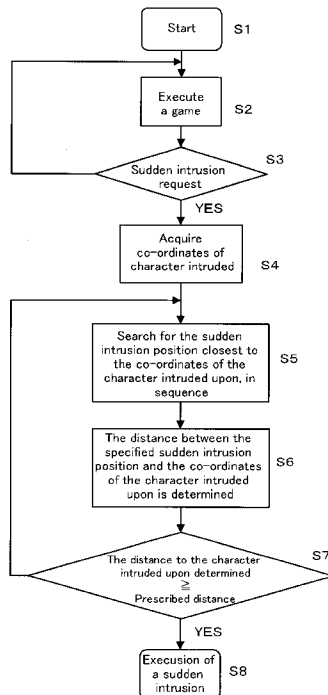 Start
S1
Execute
a game
S2
S3
Sudden intrusion
request
YES
Acquire
co-ordinates of
character intruded
S4
Search for the sudden
intrusion position closest to
the co-ordinates of the
character intruded upon, in
sequence
S5
The distance between the
specified sudden intrusion
position and the co-ordinates
of the character intruded
upon is determined
S6
S7
The distance to the character
intruded upon determined
≧
Prescribed distance
YES
Execusion of
a sudden
intrusion
S8